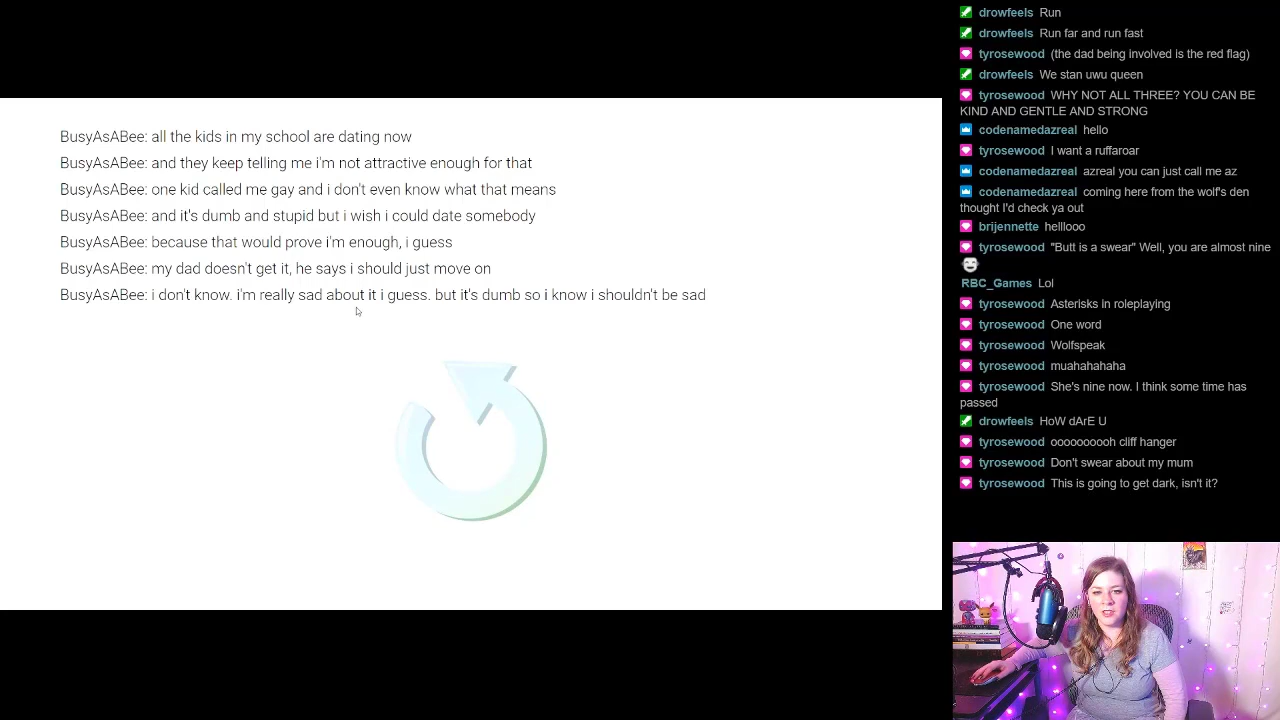 BusyAsABee: all the kids in my school are dating now
BusyAsABee: and they keep telling me i'm not attractive enough for that
BusyAsABee: one kid called me gay and i don't even know what that means
BusyAsABee: and it's dumb and stupid but i wish i could date somebody
BusyAsABee: because that would prove i'm enough, i guess
BusyAsABee: my dad doesn't get it, he says i should just move on
BusyAsABee: i don't know. i'm really sad about it i guess. but it's dumb so i know i shouldn't be sad
drowfeels Run
drowfeels Run far and run fast
tyrosewood (the dad being involved is the red flag)
drowfeels We stan uwu queen
tyrosewood WHY NOT ALL THREE? YOU CAN BE
KIND AND GENTLE AND STRONG
codenamedazreal hello
tyrosewood I want a ruffaroar
codenamedazreal azreal you can just call me az
codenamedazreal coming here from the wolf's den
thought I'd check ya out
brijennette helllooo
tyrosewood "Butt is a swear" Well, you are almost nine
RBC_Games Lol
tyrosewood Asterisks in roleplaying
tyrosewood One word
tyrosewood Wolfspeak
tyrosewood muahahahaha
tyrosewood She's nine now. I think some time has
passed
drowfeels HoW dArE U
tyrosewood oooooooooh cliff hanger
tyrosewood Don't swear about my mum
tyrosewood This is going to get dark, isn't it?